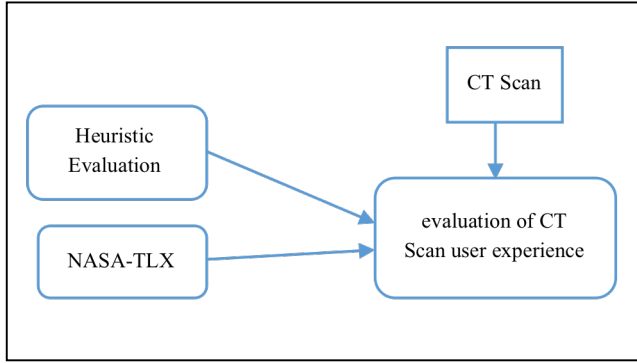 CT Scan
Heuristic
Evaluation
evaluation of CT
Scan user experience
NASA-TLX